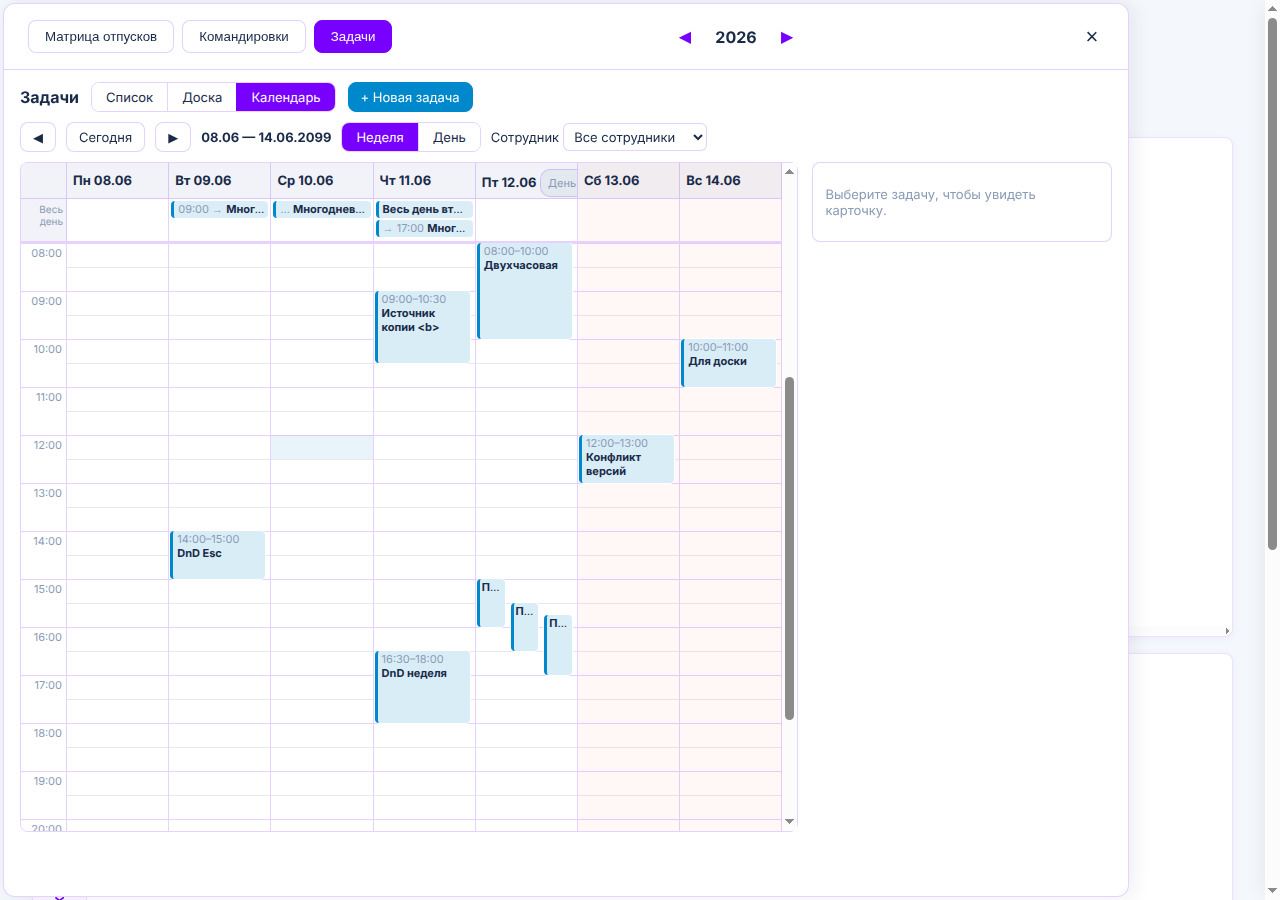 Матрица отпусков Командировки Задачи ◀ 2026 ▶ ×
Задачи Список Доска Календарь + Новая задача
◀ Сегодня ▶ 08.06 — 14.06.2099 Неделя День Сотрудник Все сотрудники
Пн 08.06 Вт 09.06 Ср 10.06 Чт 11.06 Пт 12.06 День Сб 13.06 Вс 14.06
Весь день
09:00 → Мног...
... Многоднев...
Весь день вт...
→ 17:00 Мног...
Выберите задачу, чтобы увидеть
карточку.
08:00
08:00–10:00
Двухчасовая
09:00
09:00–10:30
Источник
копии <b>
10:00
10:00–11:00
Для доски
11:00
12:00
12:00–13:00
Конфликт
версий
13:00
14:00
14:00–15:00
DnD Esc
15:00
П...
П...
П...
16:00
16:30–18:00
DnD неделя
17:00
18:00
19:00
20:00